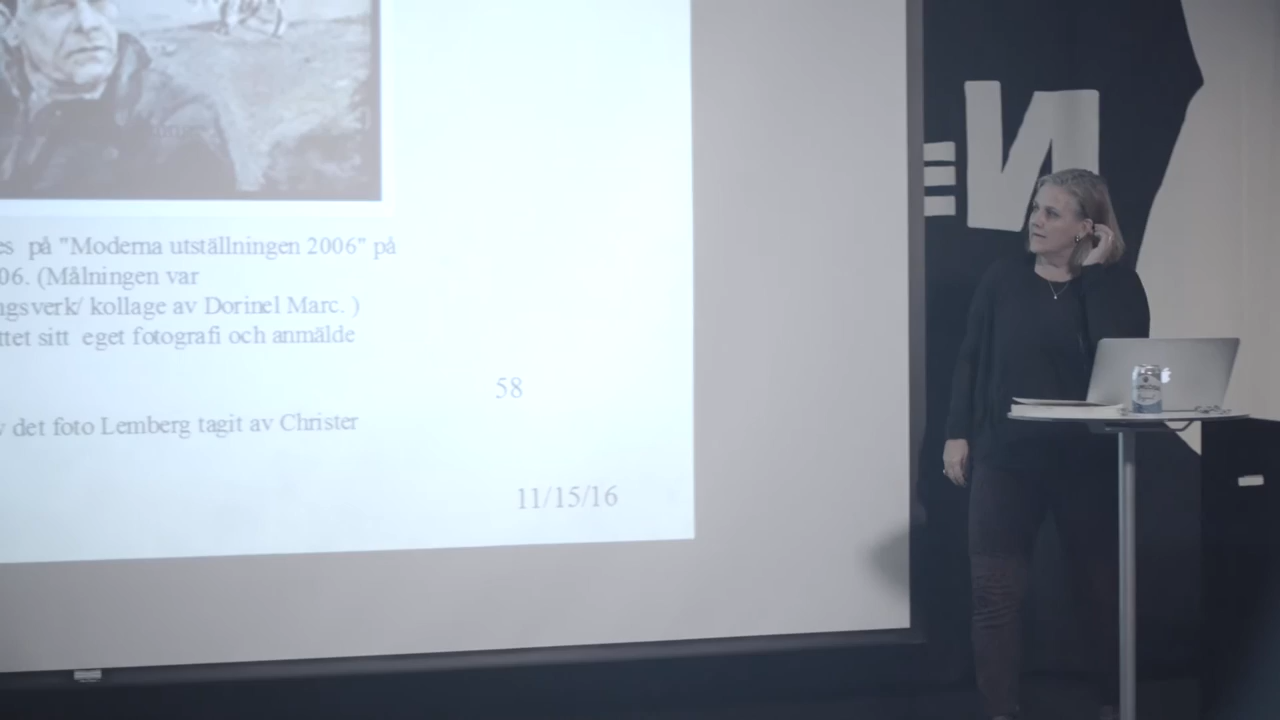 es på "Moderna utställningen 2006" på
06. (Målningen var
ngsverk/ kollage av Dorinel Marc. )
ttet sitt eget fotografi och anmälde
58
v det foto Lemberg tagit av Christer
11/15/16
=N